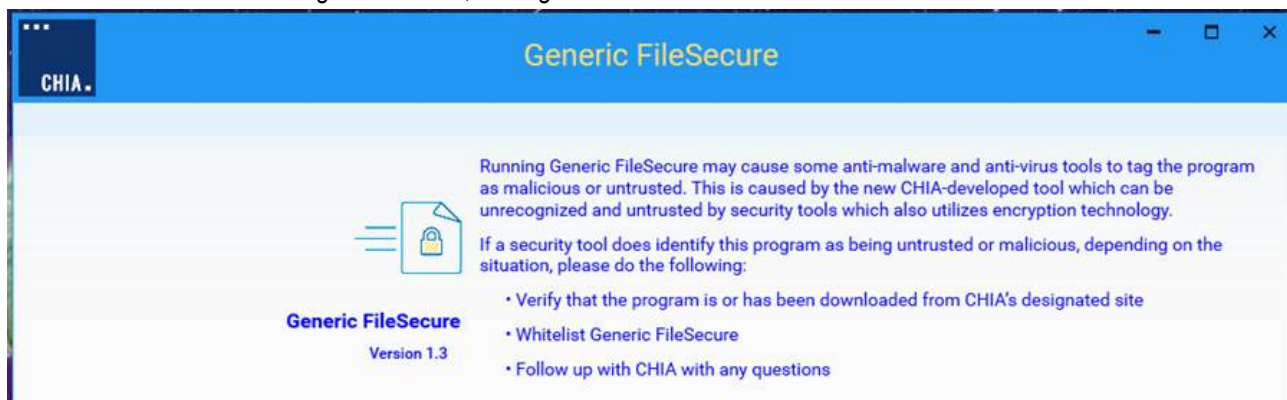 CHIA.
Generic FileSecure
Running Generic FileSecure may cause some anti-malware and anti-virus tools to tag the program
as malicious or untrusted. This is caused by the new CHIA-developed tool which can be
unrecognized and untrusted by security tools which also utilizes encryption technology.
If a security tool does identify this program as being untrusted or malicious, depending on the
situation, please do the following:
• Verify that the program is or has been downloaded from CHIA's designated site
• Whitelist Generic FileSecure
• Follow up with CHIA with any questions
Generic FileSecure
Version 1.3